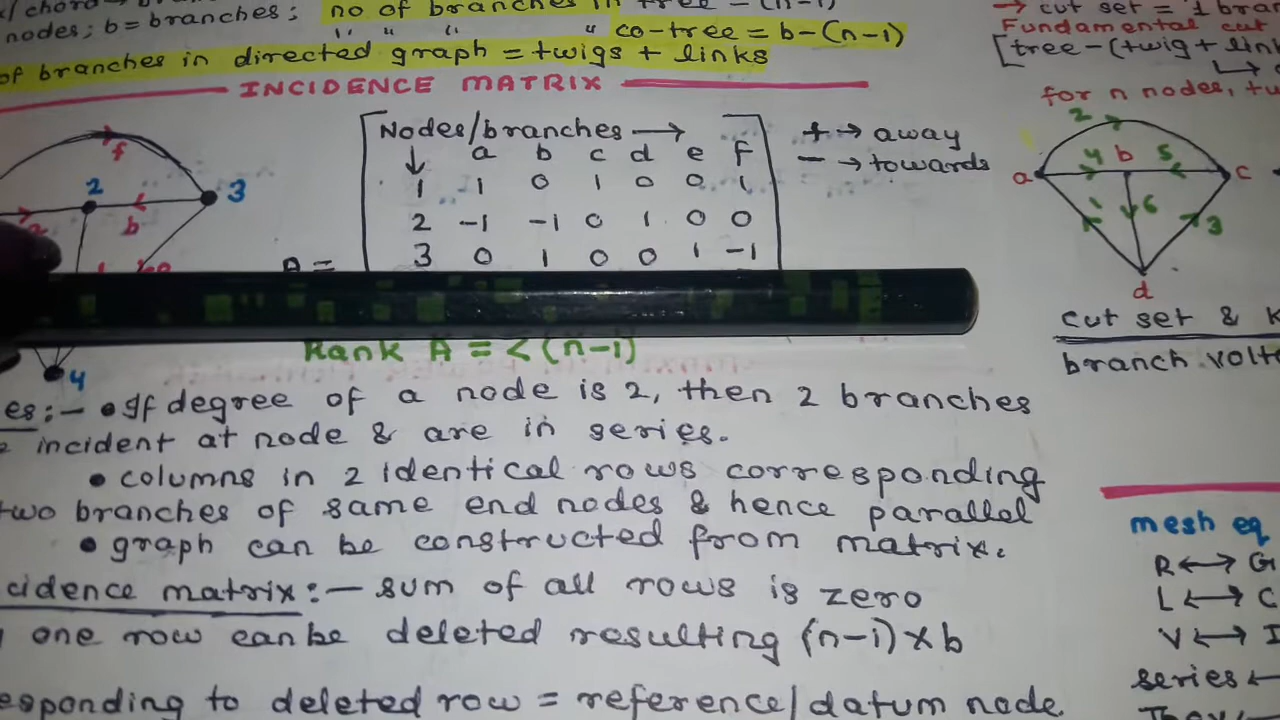 chord
no of branches in tree - (n-1)
nodes; b = branches; " " " " co-tree = b-(n-1)
of branches in directed graph = twigs + links
INCIDENCE MATRIX
Nodes/branches →
↓ a b c d e f
1 1 0 1 0 0 1
2 -1 -1 0 1 0 0
3 0 1 0 0 1 -1
A =
+ → away
- → towards
f
2
3
b
a
4
Rank A = < (n-1)
es:- • If degree of a node is 2, then 2 branches
incident at node & are in series.
• columns in 2 identical rows corresponding
two branches of same end nodes & hence parallel
• graph can be constructed from matrix.
cidence matrix:- sum of all rows is zero
one row can be deleted resulting (n-1)×b
esponding to deleted row = reference/datum node
→ cut set = 1 bran
Fundamental cut
[tree-(twig + link
for n nodes, tw
2
a 4 b 5 c
1 6 3
d
cut set & K
branch volta
mesh eq
R ↔ G
L ↔ C
V ↔ I
series ↔